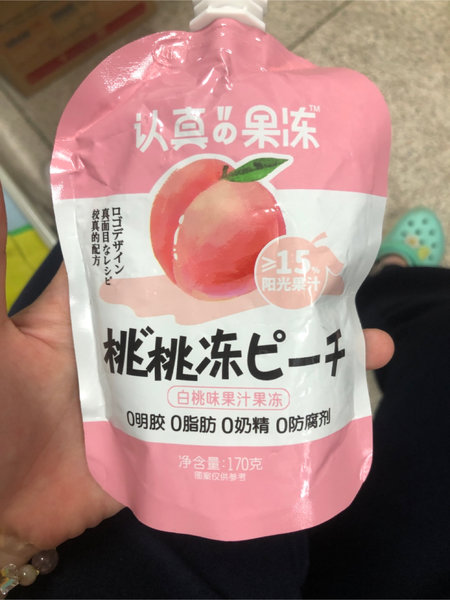 认真の果冻™
ロゴデザイン
真面目なレシピ
较真的配方
≥15%
阳光果汁
桃桃冻ピーチ
白桃味果汁果冻
0明胶 0脂肪 0奶精 0防腐剂
净含量:170克
图案仅供参考